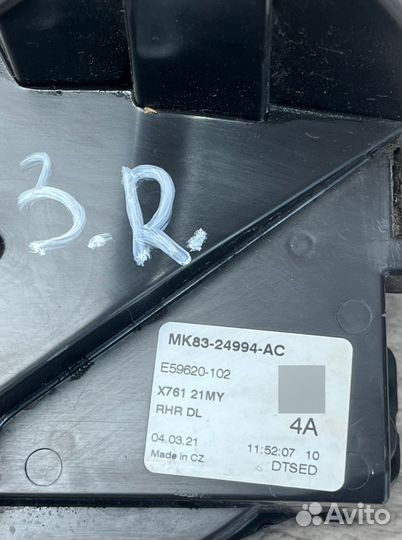 3.R.
MK83-24994-AC
E59620-102
X761 21MY
RHR DL
4A
04.03.21 11:52:07 10
Made in CZ DTSED
Avito